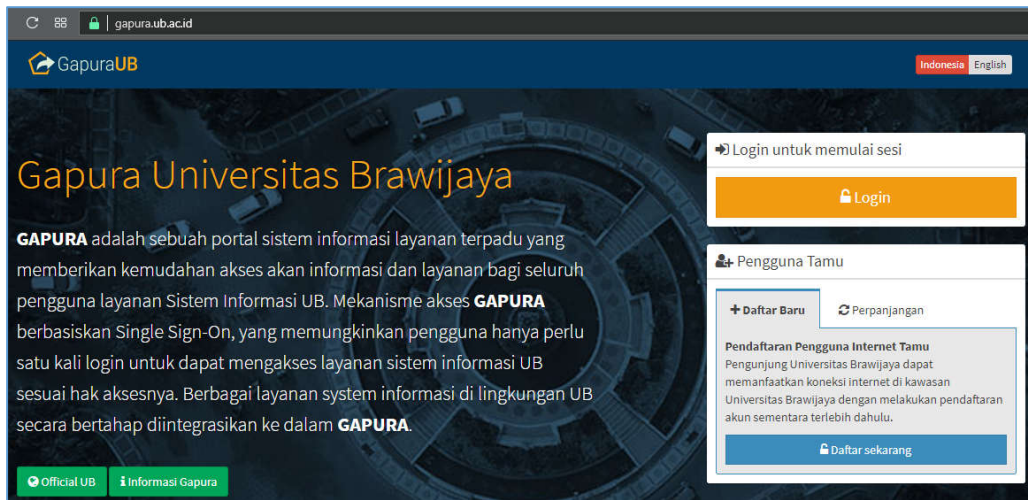 gapura.ub.ac.id
GapuraUB
Indonesia English
Gapura Universitas Brawijaya
GAPURA adalah sebuah portal sistem informasi layanan terpadu yang
memberikan kemudahan akses akan informasi dan layanan bagi seluruh
pengguna layanan Sistem Informasi UB. Mekanisme akses GAPURA
berbasiskan Single Sign-On, yang memungkinkan pengguna hanya perlu
satu kali login untuk dapat mengakses layanan sistem informasi UB
sesuai hak aksesnya. Berbagai layanan system informasi di lingkungan UB
secara bertahap diintegrasikan ke dalam GAPURA.
Official UB
Informasi Gapura
Login untuk memulai sesi
Login
Pengguna Tamu
Daftar Baru
Perpanjangan
Pendaftaran Pengguna Internet Tamu
Pengunjung Universitas Brawijaya dapat
memanfaatkan koneksi internet di kawasan
Universitas Brawijaya dengan melakukan pendaftaran
akun sementara terlebih dahulu.
Daftar sekarang